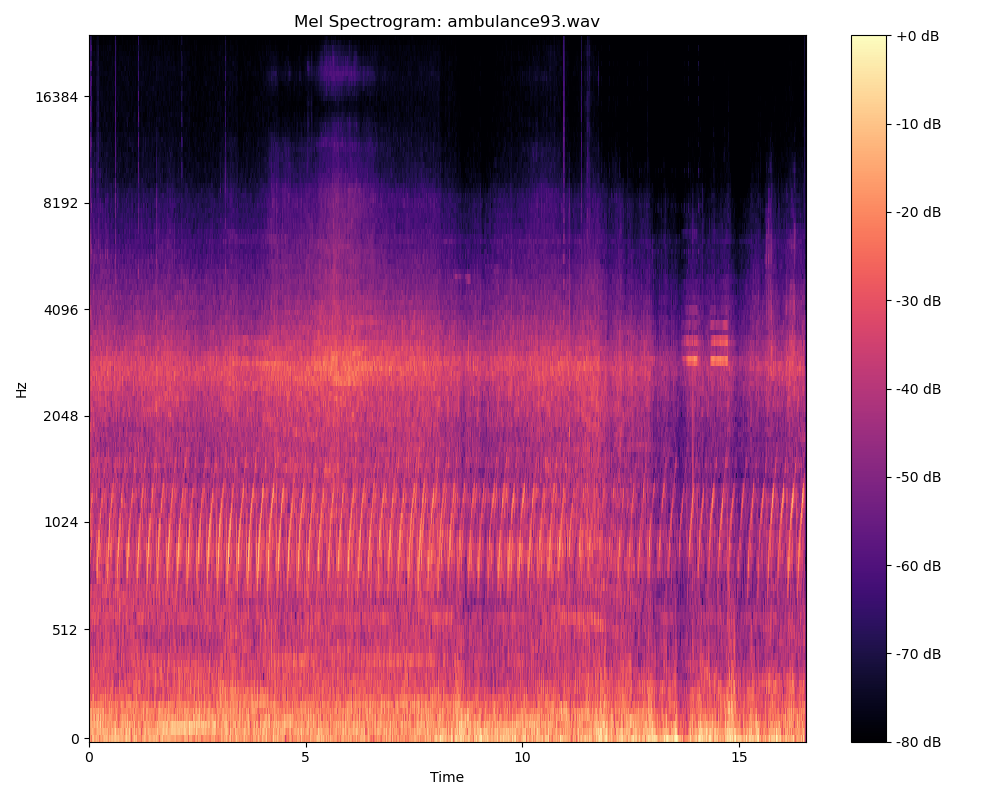 Mel Spectrogram: ambulance93.wav
+0 dB
16384
-10 dB
8192
-20 dB
4096
-30 dB
Hz
2048
-40 dB
1024
-50 dB
512
-60 dB
0
-70 dB
-80 dB
0 5 10 15
Time